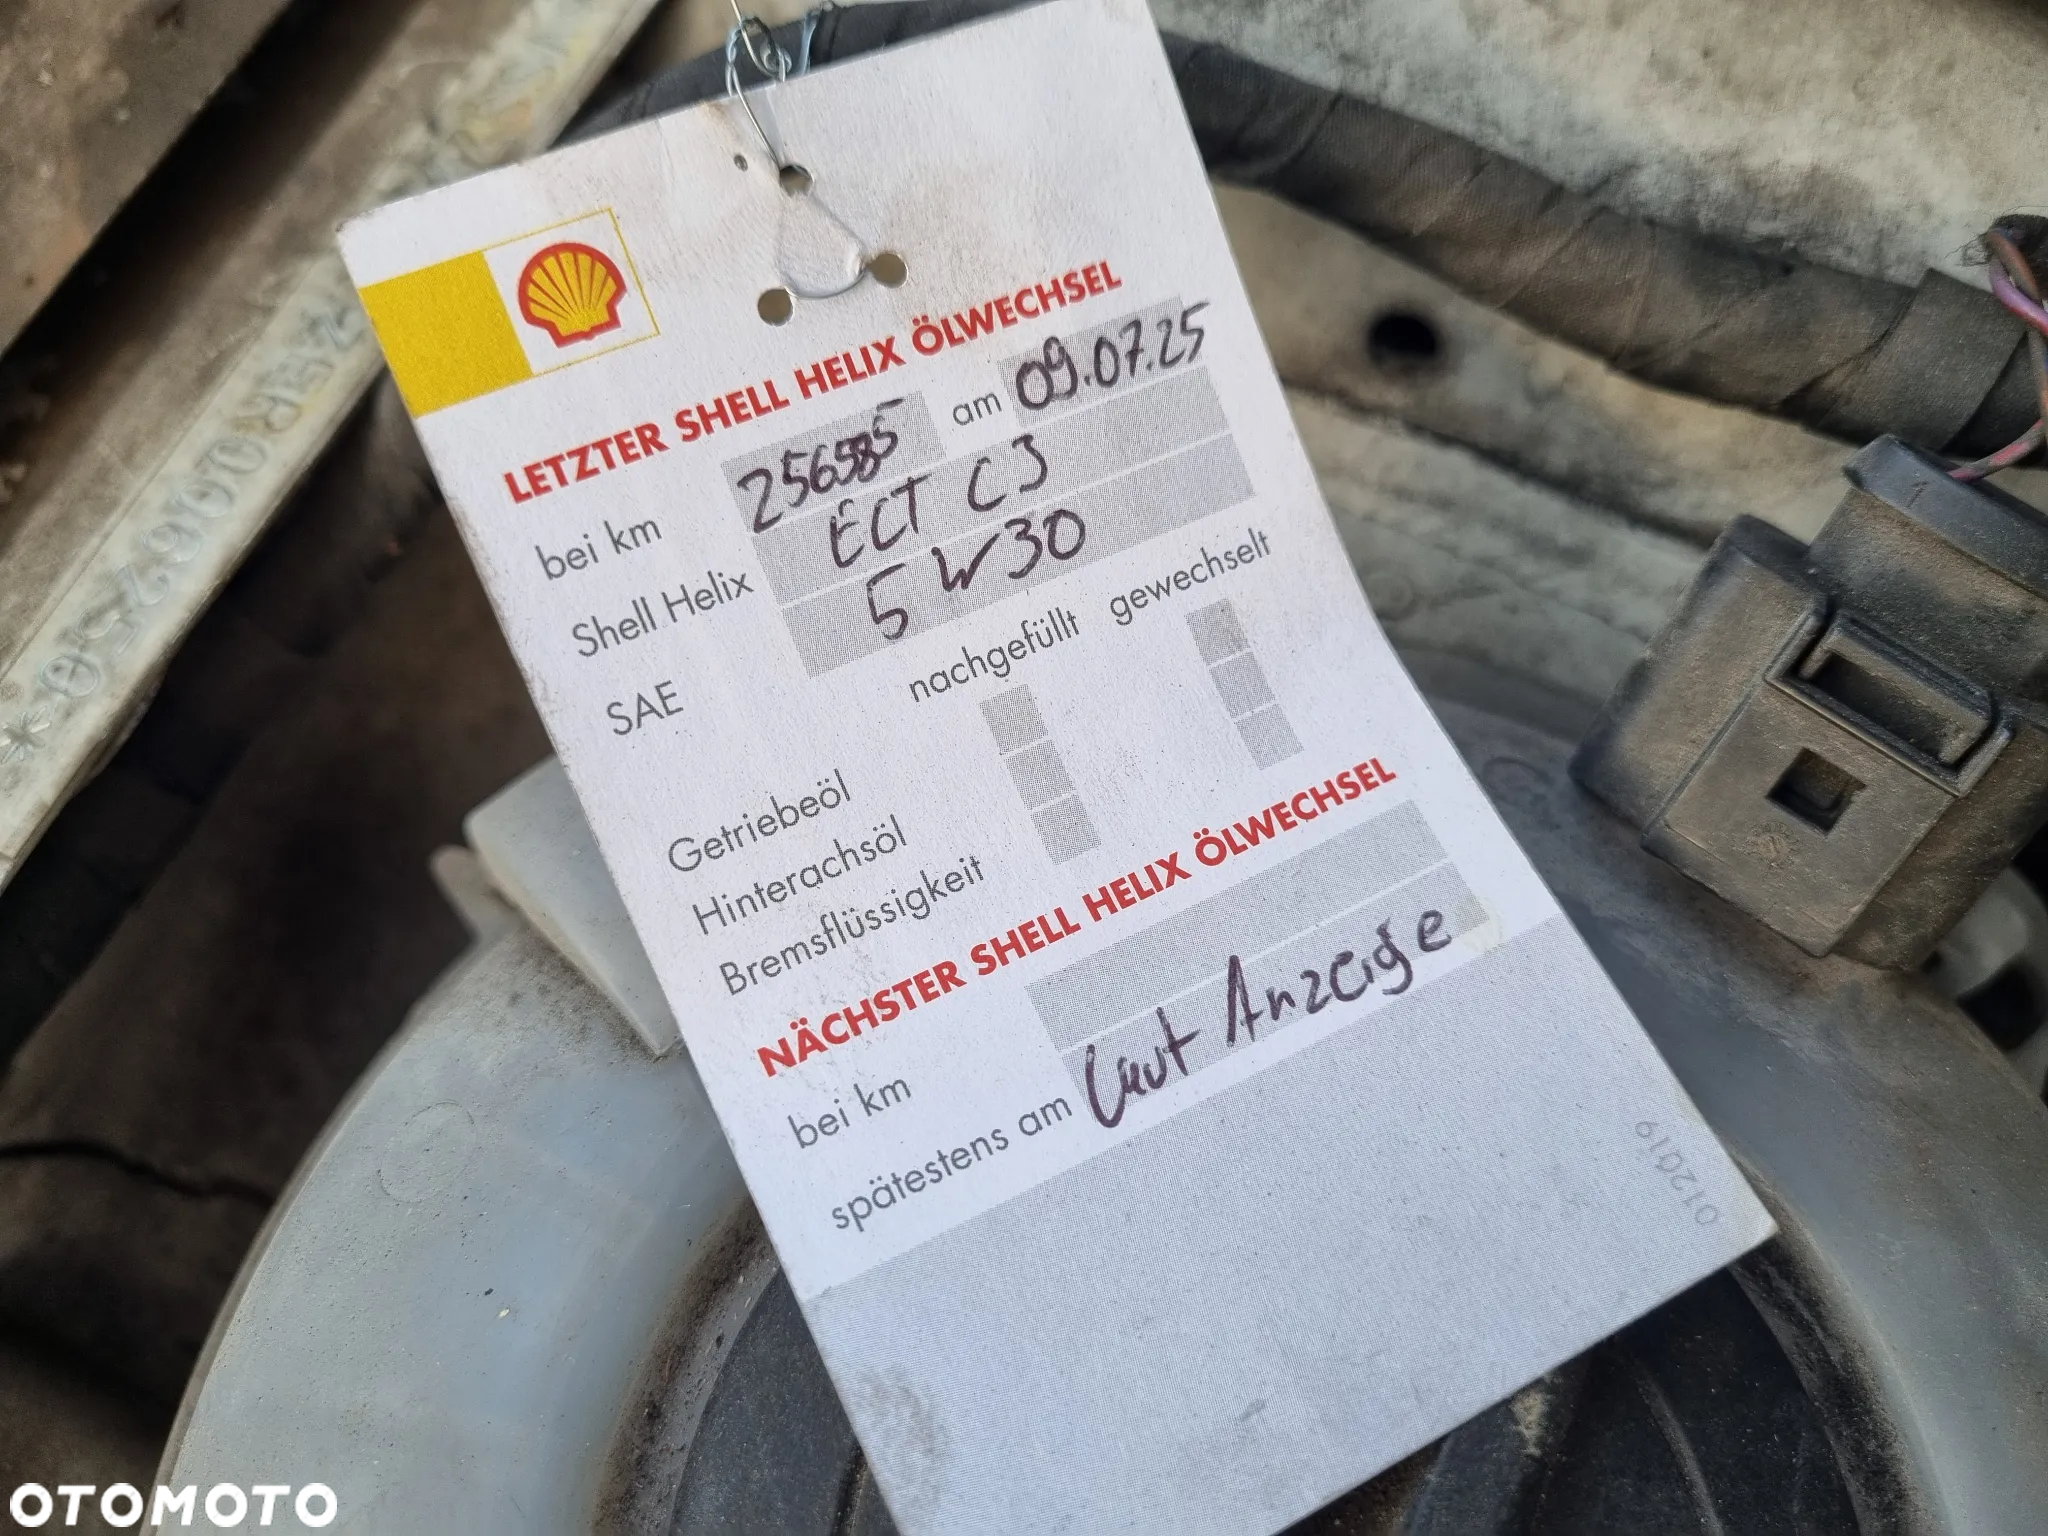 LETZTER SHELL HELIX ÖLWECHSEL
bei km 256585 am 09.07.25
Shell Helix ECT C3
SAE 5W30
nachgefüllt gewechselt
Getriebeöl
Hinterachsöl
Bremsflüssigkeit
NÄCHSTER SHELL HELIX ÖLWECHSEL
bei km
spätestens am Laut Anzeige
012019
OTOMOTO